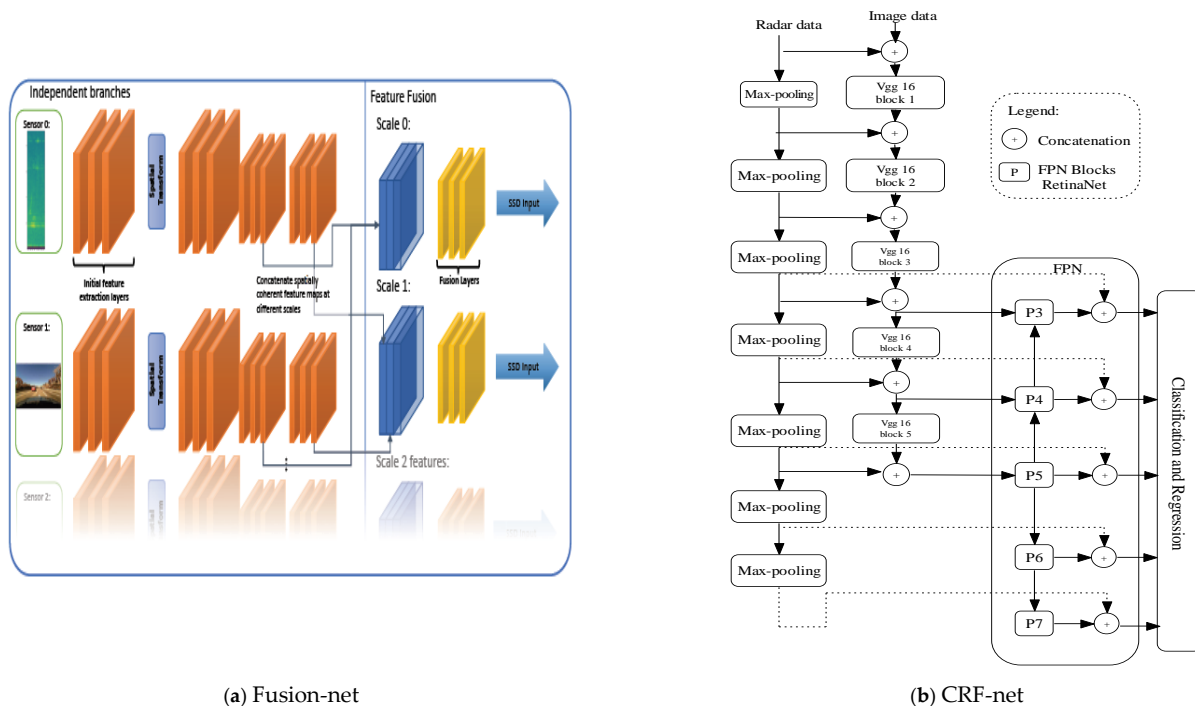 Independent branches
Sensor 0:
Spatial
Transform
Initial feature
extraction layers
Concatenate spatially
coherent feature maps at
different scales
Sensor 1:
Spatial
Transform
Sensor 2:
Feature Fusion
Scale 0:
SSD Input
Fusion Layers
Scale 1:
SSD Input
Scale 2 features:
(a) Fusion-net
Radar data
Image data
+
Max-pooling
Vgg 16
block 1
+
Max-pooling
Vgg 16
block 2
+
Max-pooling
Vgg 16
block 3
+
Max-pooling
Vgg 16
block 4
+
Max-pooling
Vgg 16
block 5
+
Max-pooling
Max-pooling
Legend:
+ Concatenation
P FPN Blocks
RetinaNet
FPN
P3 +
P4 +
P5 +
P6 +
P7 +
Classification and Regression
(b) CRF-net